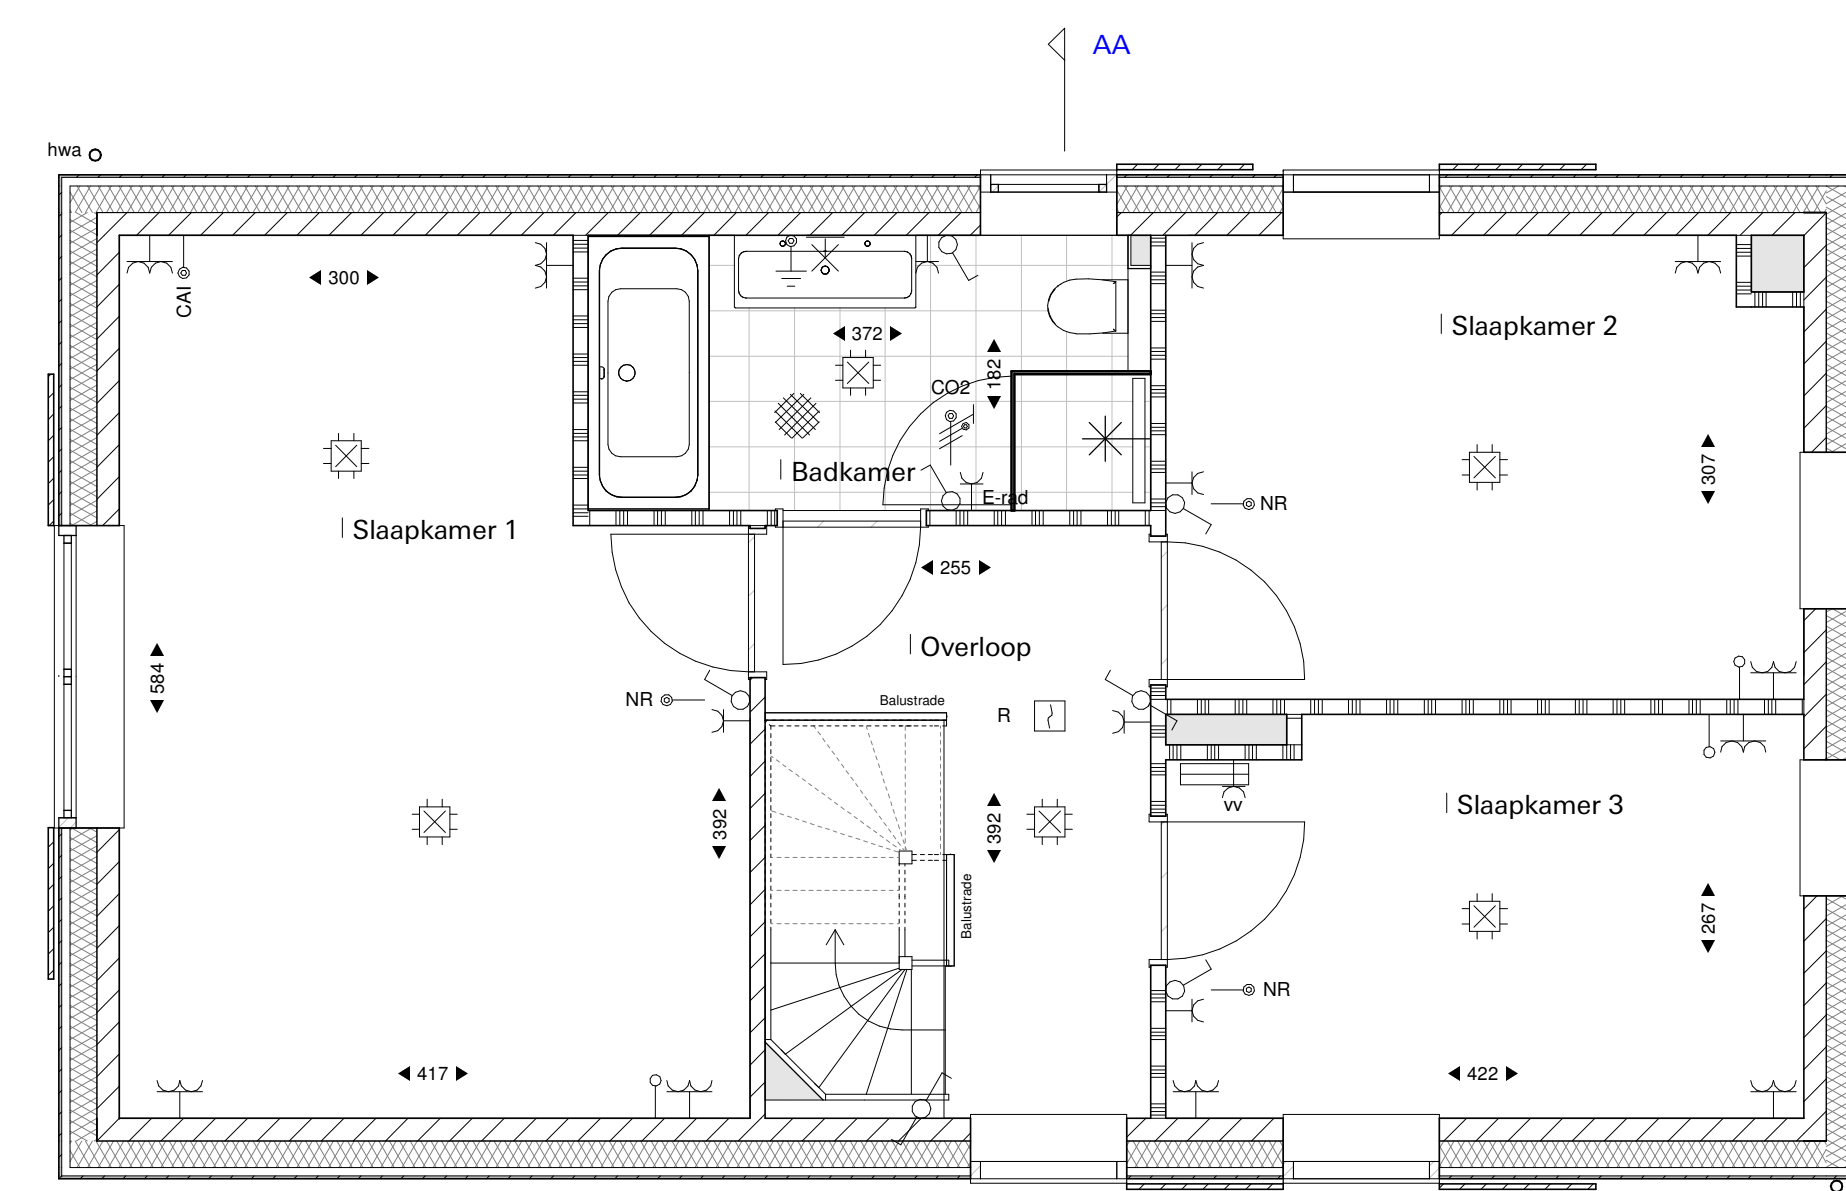 AA
hwa
CAI
300
372
182
CO2
Slaapkamer 2
Badkamer
E-rad
307
NR
Slaapkamer 1
255
Overloop
584
NR
Balustrade
R
392
392
VV
Slaapkamer 3
Balustrade
267
NR
417
422